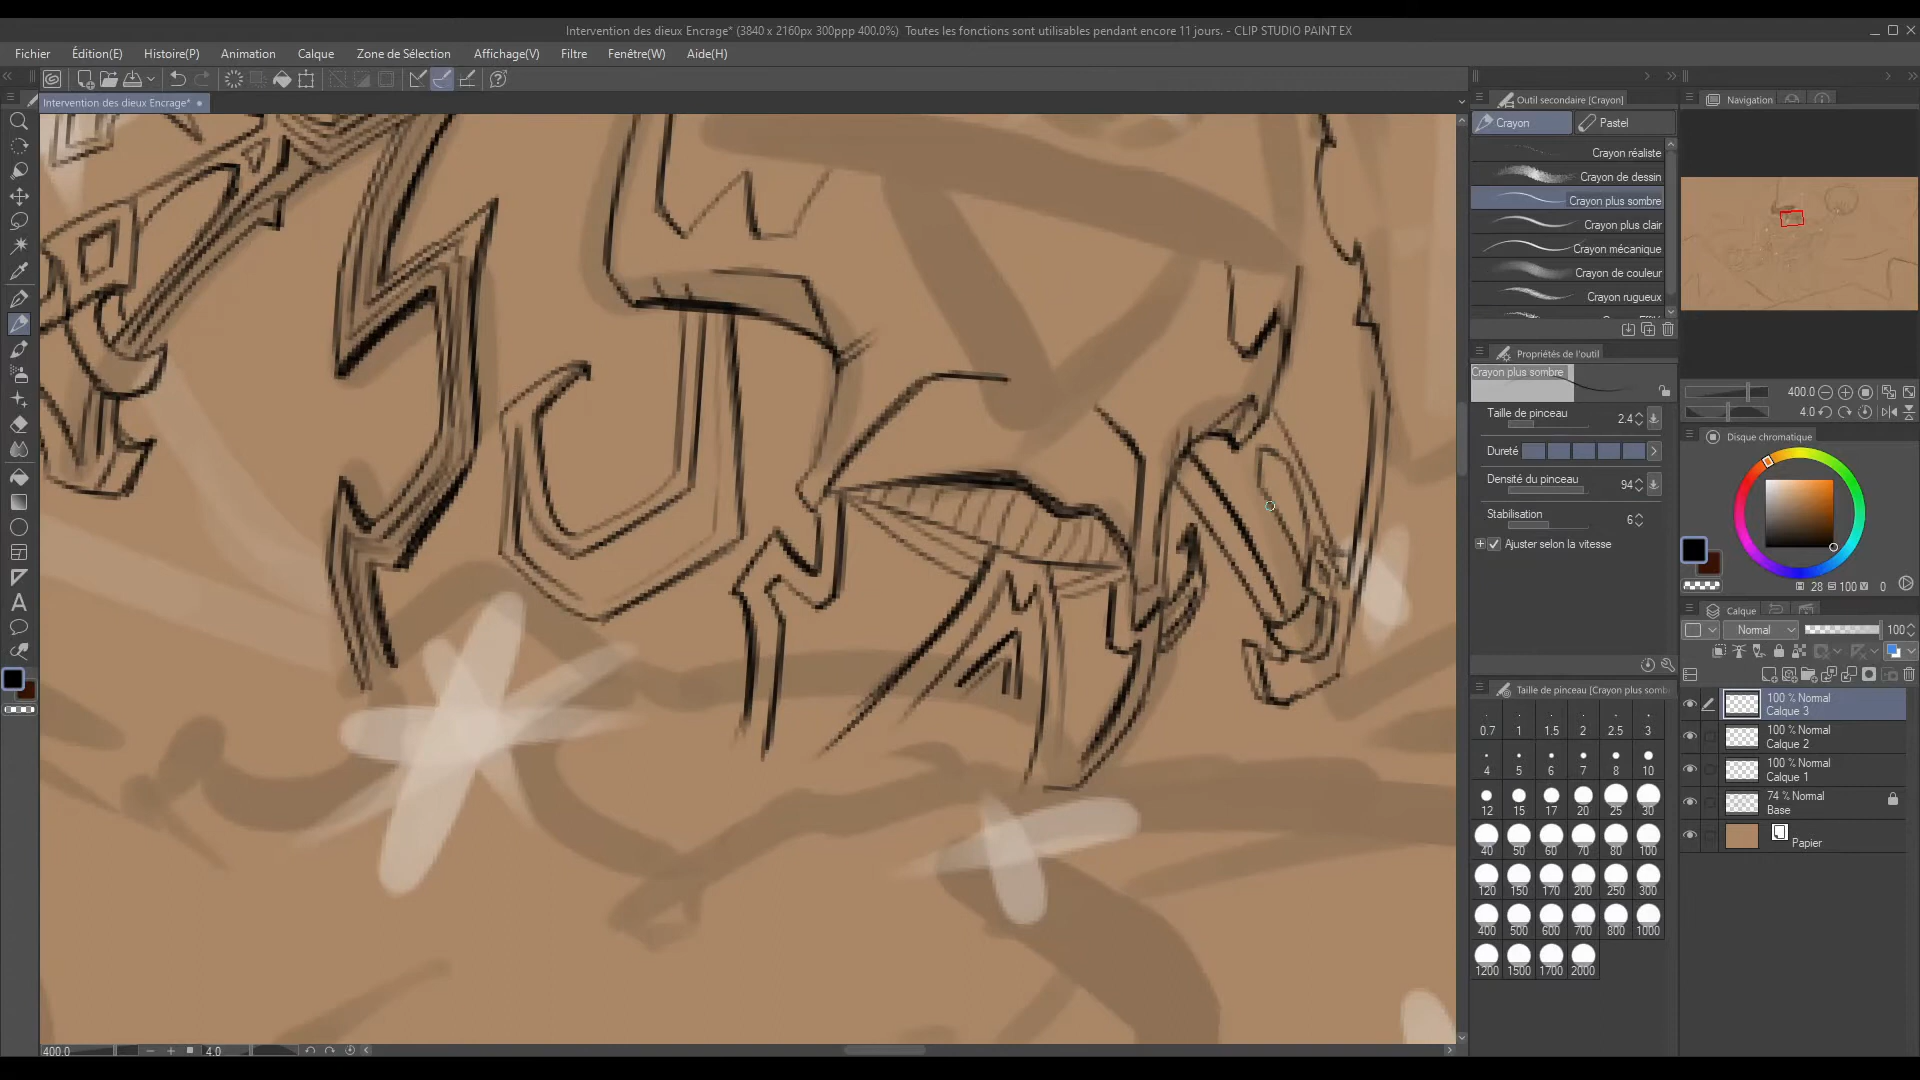 Intervention des dieux Encrage* (3840 x 2160px 300ppp 400.0%)  Toutes les fonctions sont utilisables pendant encore 11 jours. - CLIP STUDIO PAINT EX
Fichier Édition(E) Histoire(P) Animation Calque Zone de Sélection Affichage(V) Filtre Fenêtre(W) Aide(H)
Intervention des dieux Encrage*
Outil secondaire [Crayon]
Crayon Pastel
Crayon réaliste
Crayon de dessin
Crayon plus sombre
Crayon plus clair
Crayon mécanique
Crayon de couleur
Crayon rugueux
Propriétés de l'outil
Crayon plus sombre
Taille de pinceau 2.4
Dureté
Densité du pinceau 94
Stabilisation 6
Ajuster selon la vitesse
Taille de pinceau [Crayon plus somb
0.7 1 1.5 2 2.5 3
4 5 6 7 8 10
12 15 17 20 25 30
40 50 60 70 80 100
120 150 170 200 250 300
400 500 600 700 800 1000
1200 1500 1700 2000
Navigation
400.0
4.0
Disque chromatique
28 100 0
Calque
Normal 100
100 % Normal
Calque 3
100 % Normal
Calque 2
100 % Normal
Calque 1
74 % Normal
Base
Papier
400.0 4.0